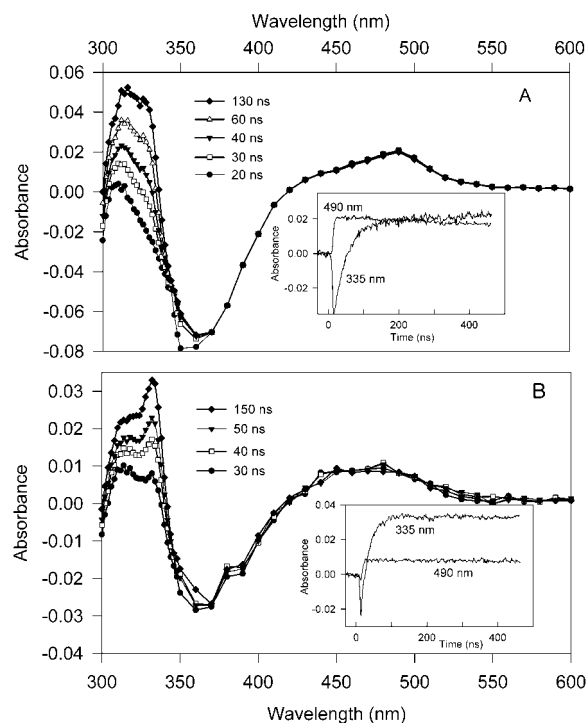 Wavelength (nm)
300 350 400 450 500 550 600
0.06
0.04
0.02
0.00
-0.02
-0.04
-0.06
-0.08
Absorbance
130 ns
60 ns
40 ns
30 ns
20 ns
A
490 nm
335 nm
0.02
0.00
-0.02
Absorbance
0 200 400
Time (ns)
0.03
0.02
0.01
0.00
-0.01
-0.02
-0.03
-0.04
Absorbance
150 ns
50 ns
40 ns
30 ns
B
335 nm
490 nm
0.04
0.02
0.00
-0.02
Absorbance
0 200 400
Time (ns)
300 350 400 450 500 550 600
Wavelength (nm)